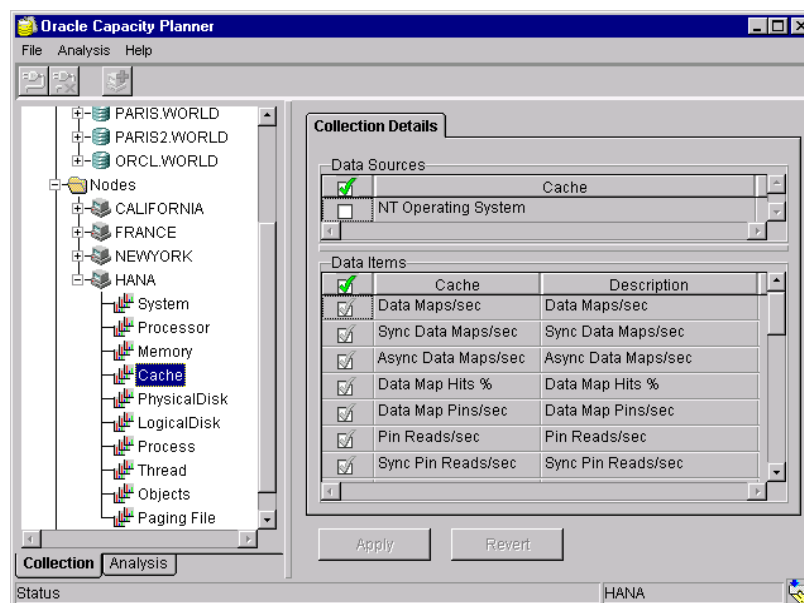 Oracle Capacity Planner
File Analysis Help
PARIS.WORLD
PARIS2.WORLD
ORCL.WORLD
Nodes
CALIFORNIA
FRANCE
NEWYORK
HANA
System
Processor
Memory
Cache
PhysicalDisk
LogicalDisk
Process
Thread
Objects
Paging File
Collection Analysis
Collection Details
Data Sources
Cache
NT Operating System
Data Items
Cache Description
Data Maps/sec Data Maps/sec
Sync Data Maps/sec Sync Data Maps/sec
Async Data Maps/sec Async Data Maps/sec
Data Map Hits % Data Map Hits %
Data Map Pins/sec Data Map Pins/sec
Pin Reads/sec Pin Reads/sec
Sync Pin Reads/sec Sync Pin Reads/sec
Apply Revert
Status HANA